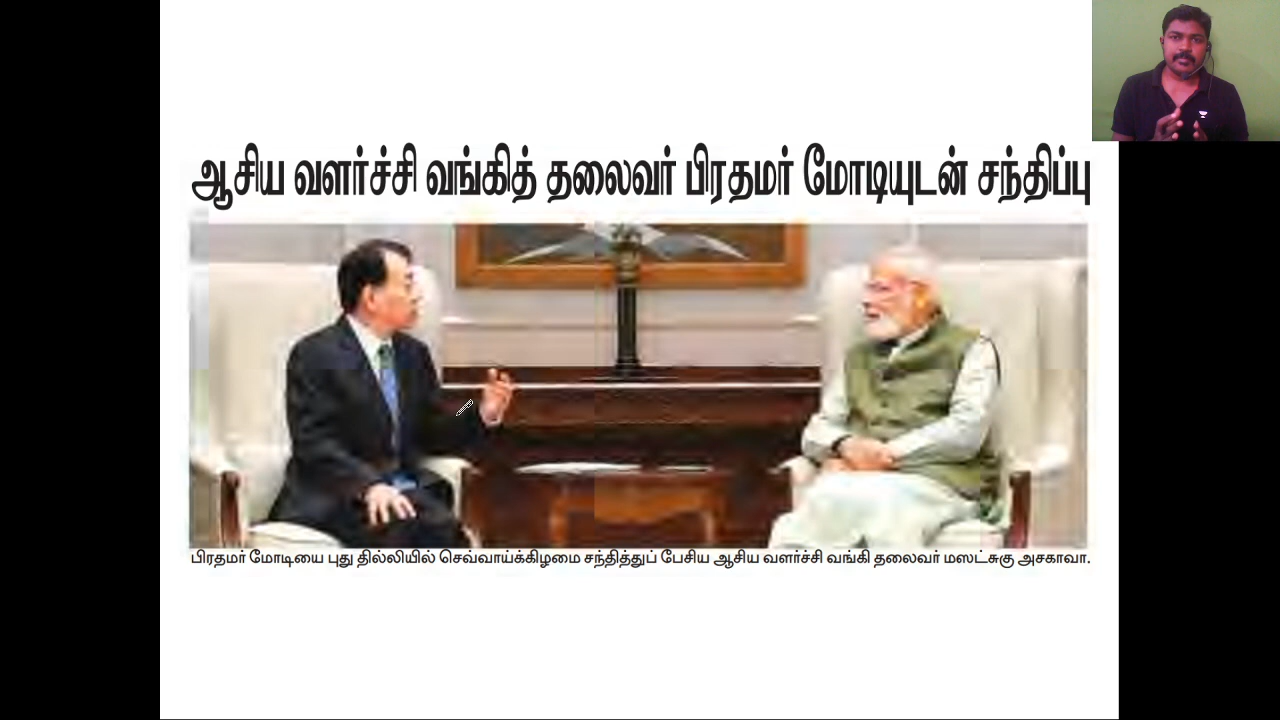 ஆசிய வளர்ச்சி வங்கித் தலைவர் பிரதமர் மோடியுடன் சந்திப்பு
பிரதமர் மோடியை புது தில்லியில் செவ்வாய்க்கிழமை சந்தித்துப் பேசிய ஆசிய வளர்ச்சி வங்கி தலைவர் மஸட்சுகு அசகாவா.